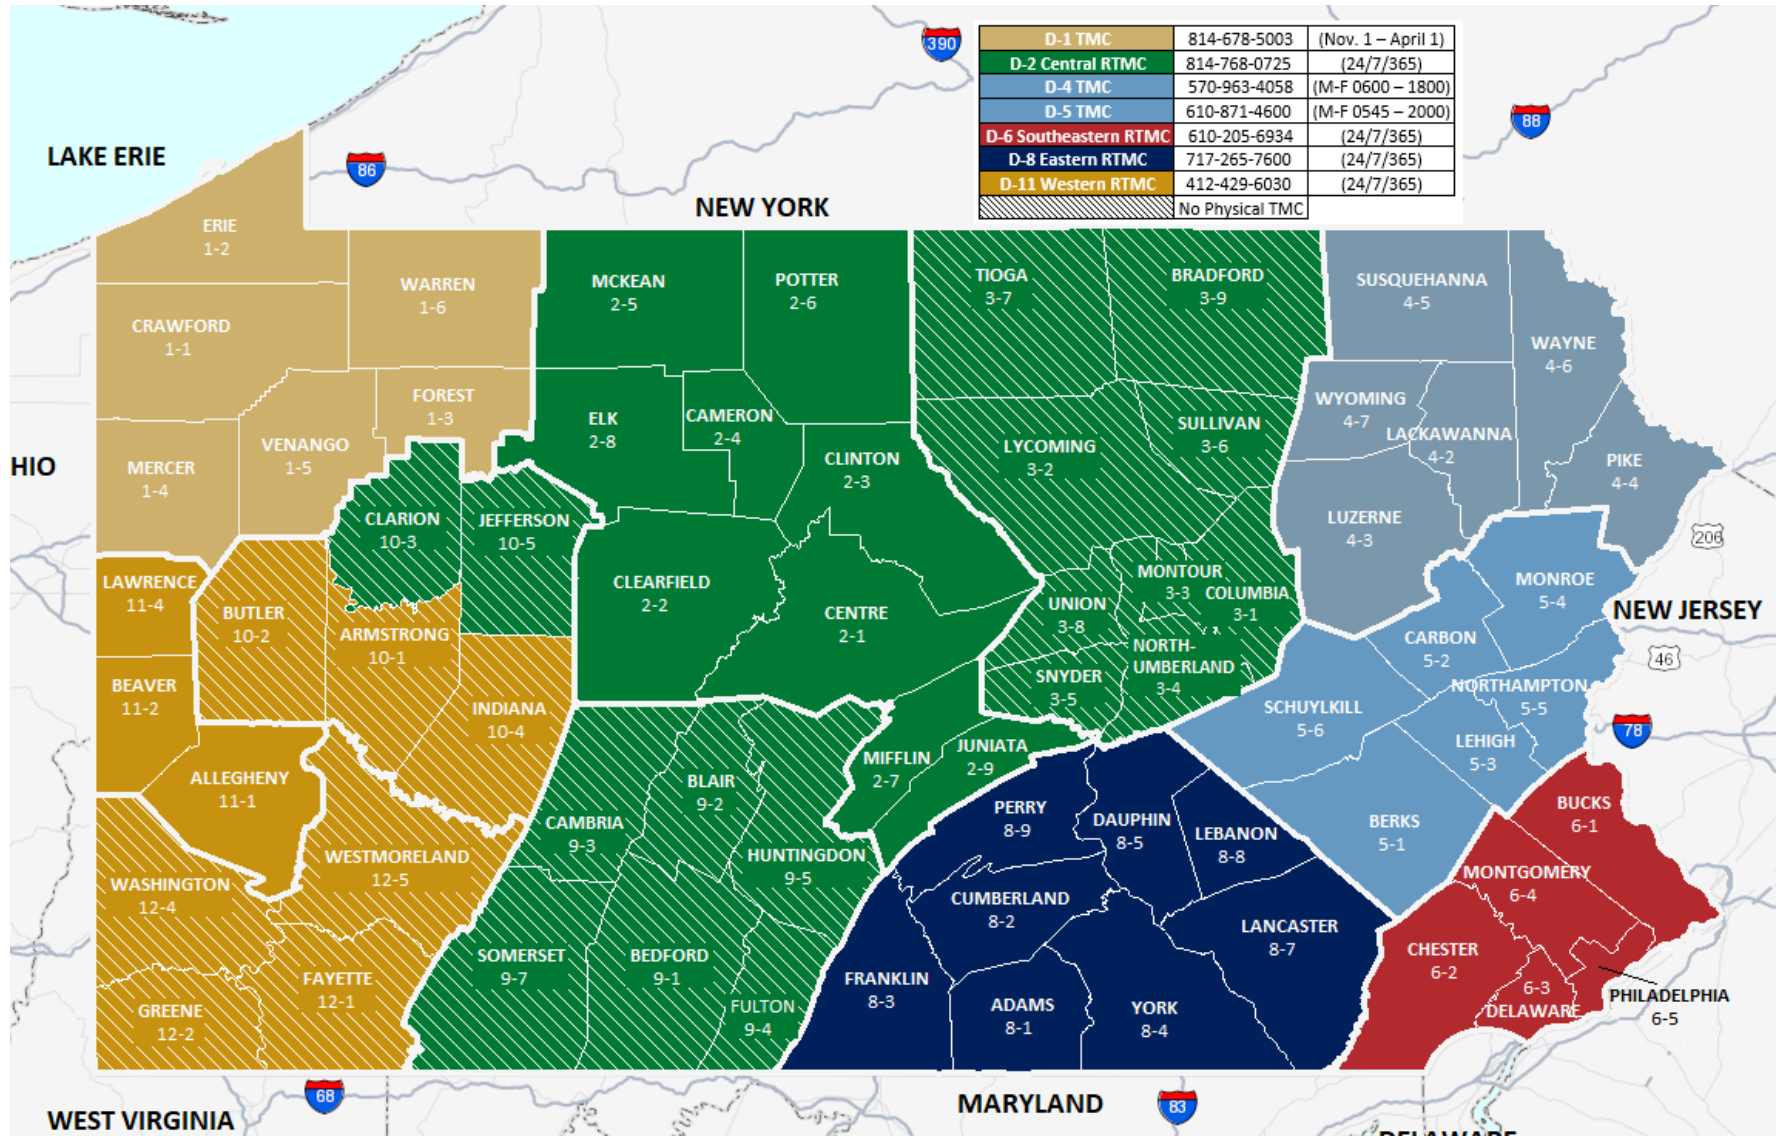 390
D-1 TMC 814-678-5003 (Nov. 1 – April 1)
D-2 Central RTMC 814-768-0725 (24/7/365)
D-4 TMC 570-963-4058 (M-F 0600 – 1800)
D-5 TMC 610-871-4600 (M-F 0545 – 2000)
D-6 Southeastern RTMC 610-205-6934 (24/7/365)
D-8 Eastern RTMC 717-265-7600 (24/7/365)
D-11 Western RTMC 412-429-6030 (24/7/365)
No Physical TMC
88
LAKE ERIE
86
NEW YORK
ERIE
1-2
WARREN
1-6
CRAWFORD
1-1
FOREST
1-3
VENANGO
1-5
MERCER
1-4
HIO
MCKEAN
2-5
POTTER
2-6
ELK
2-8
CAMERON
2-4
CLINTON
2-3
CLEARFIELD
2-2
CENTRE
2-1
MIFFLIN
2-7
JUNIATA
2-9
TIOGA
3-7
BRADFORD
3-9
LYCOMING
3-2
SULLIVAN
3-6
MONTOUR
3-3
COLUMBIA
3-1
UNION
3-8
NORTH-
UMBERLAND
3-4
SNYDER
3-5
SUSQUEHANNA
4-5
WAYNE
4-6
WYOMING
4-7
LACKAWANNA
4-2
PIKE
4-4
LUZERNE
4-3
206
MONROE
5-4
NEW JERSEY
46
CARBON
5-2
NORTHAMPTON
5-5
SCHUYLKILL
5-6
LEHIGH
5-3
78
BERKS
5-1
CLARION
10-3
JEFFERSON
10-5
LAWRENCE
11-4
BUTLER
10-2
ARMSTRONG
10-1
BEAVER
11-2
INDIANA
10-4
ALLEGHENY
11-1
WESTMORELAND
12-5
WASHINGTON
12-4
FAYETTE
12-1
GREENE
12-2
BLAIR
9-2
CAMBRIA
9-3
HUNTINGDON
9-5
SOMERSET
9-7
BEDFORD
9-1
FULTON
9-4
PERRY
8-9
DAUPHIN
8-5
LEBANON
8-8
CUMBERLAND
8-2
LANCASTER
8-7
FRANKLIN
8-3
ADAMS
8-1
YORK
8-4
BUCKS
6-1
MONTGOMERY
6-4
CHESTER
6-2
6-3
DELAWARE
PHILADELPHIA
6-5
68
WEST VIRGINIA
MARYLAND
83
DELAWARE